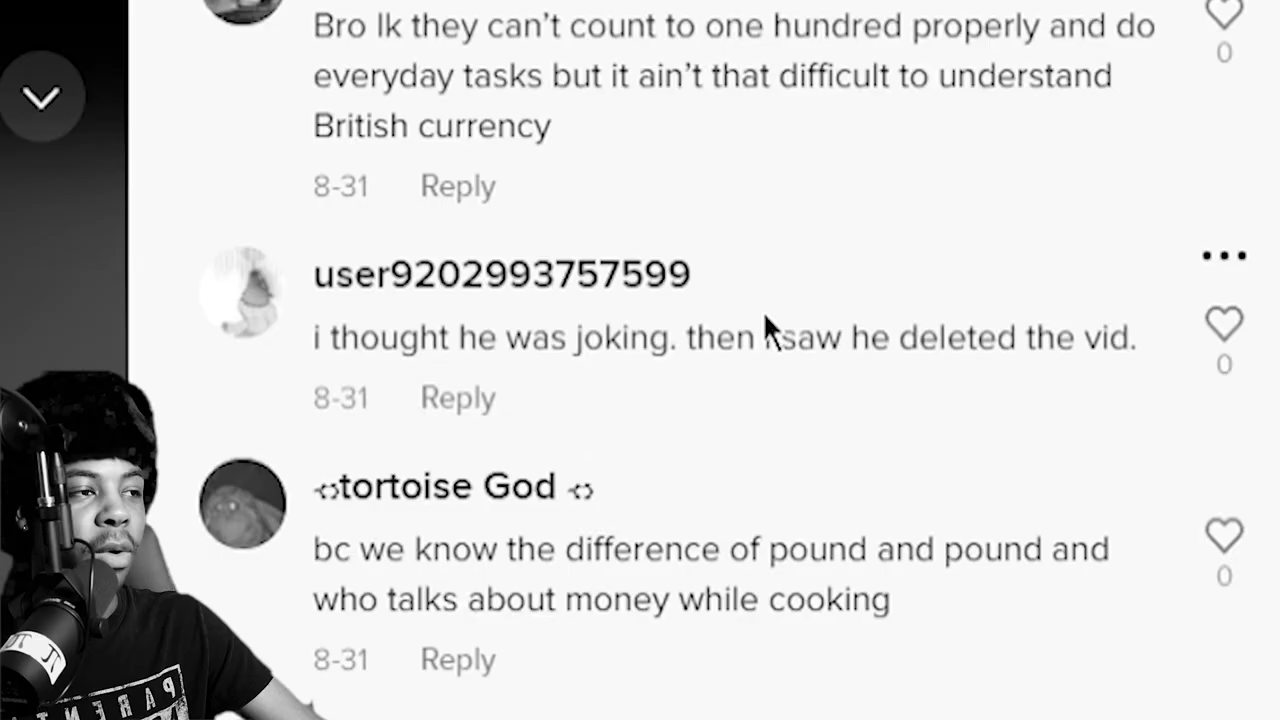 Bro Ik they can’t count to one hundred properly and do
0
everyday tasks but it ain’t that difficult to understand
British currency
8-31 Reply
user9202993757599
i thought he was joking. then saw he deleted the vid.
0
8-31 Reply
tortoise God
bc we know the difference of pound and pound and
0
who talks about money while cooking
8-31 Reply
PARENT